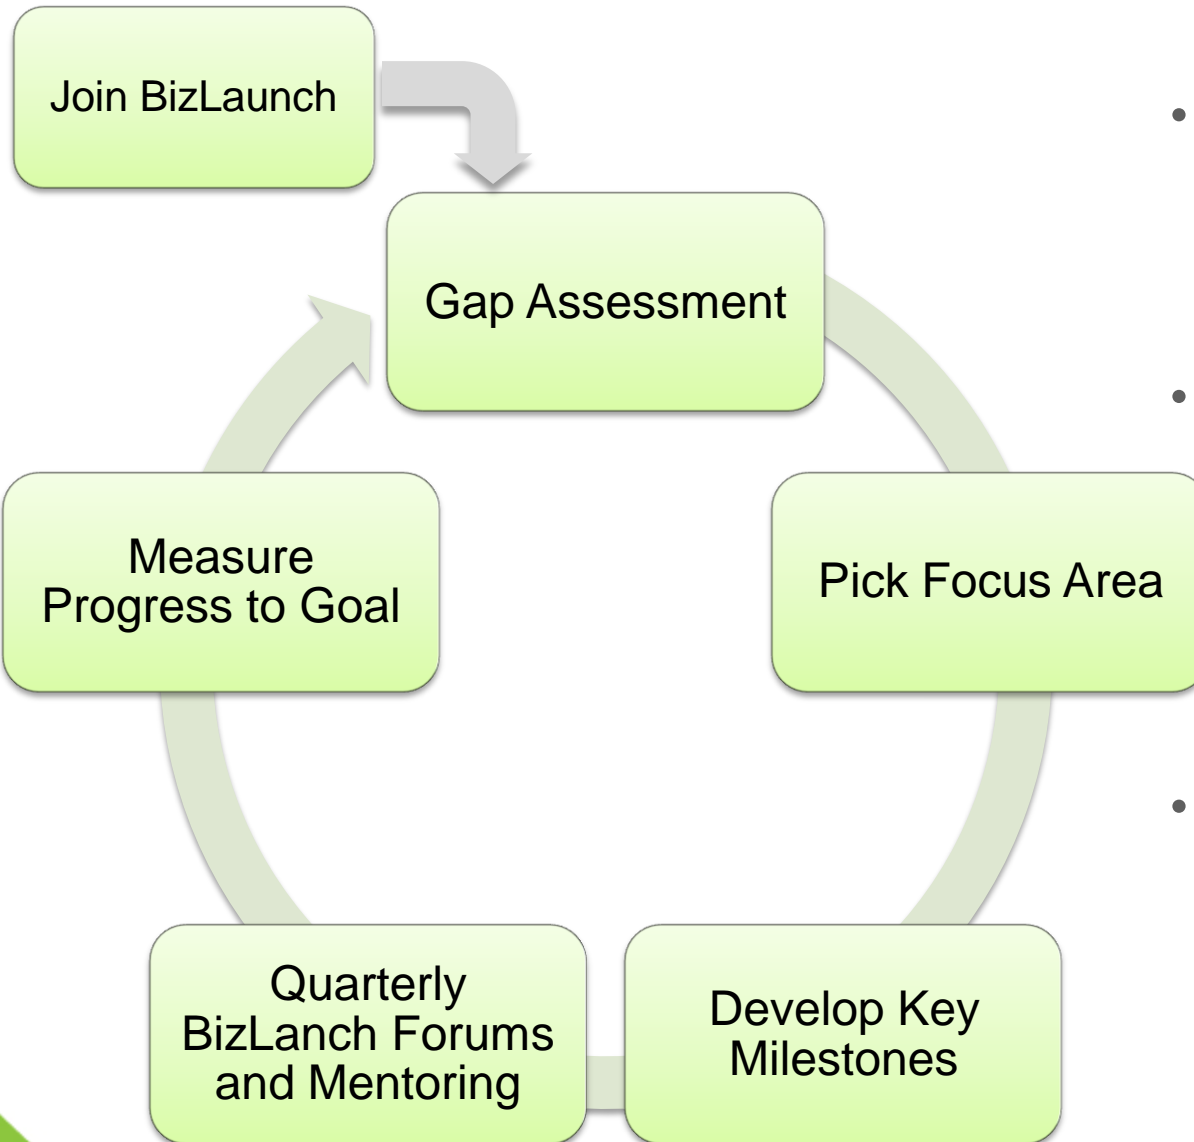 Join BizLaunch
Gap Assessment
Pick Focus Area
Develop Key
Milestones
Quarterly
BizLanch Forums
and Mentoring
Measure
Progress to Goal